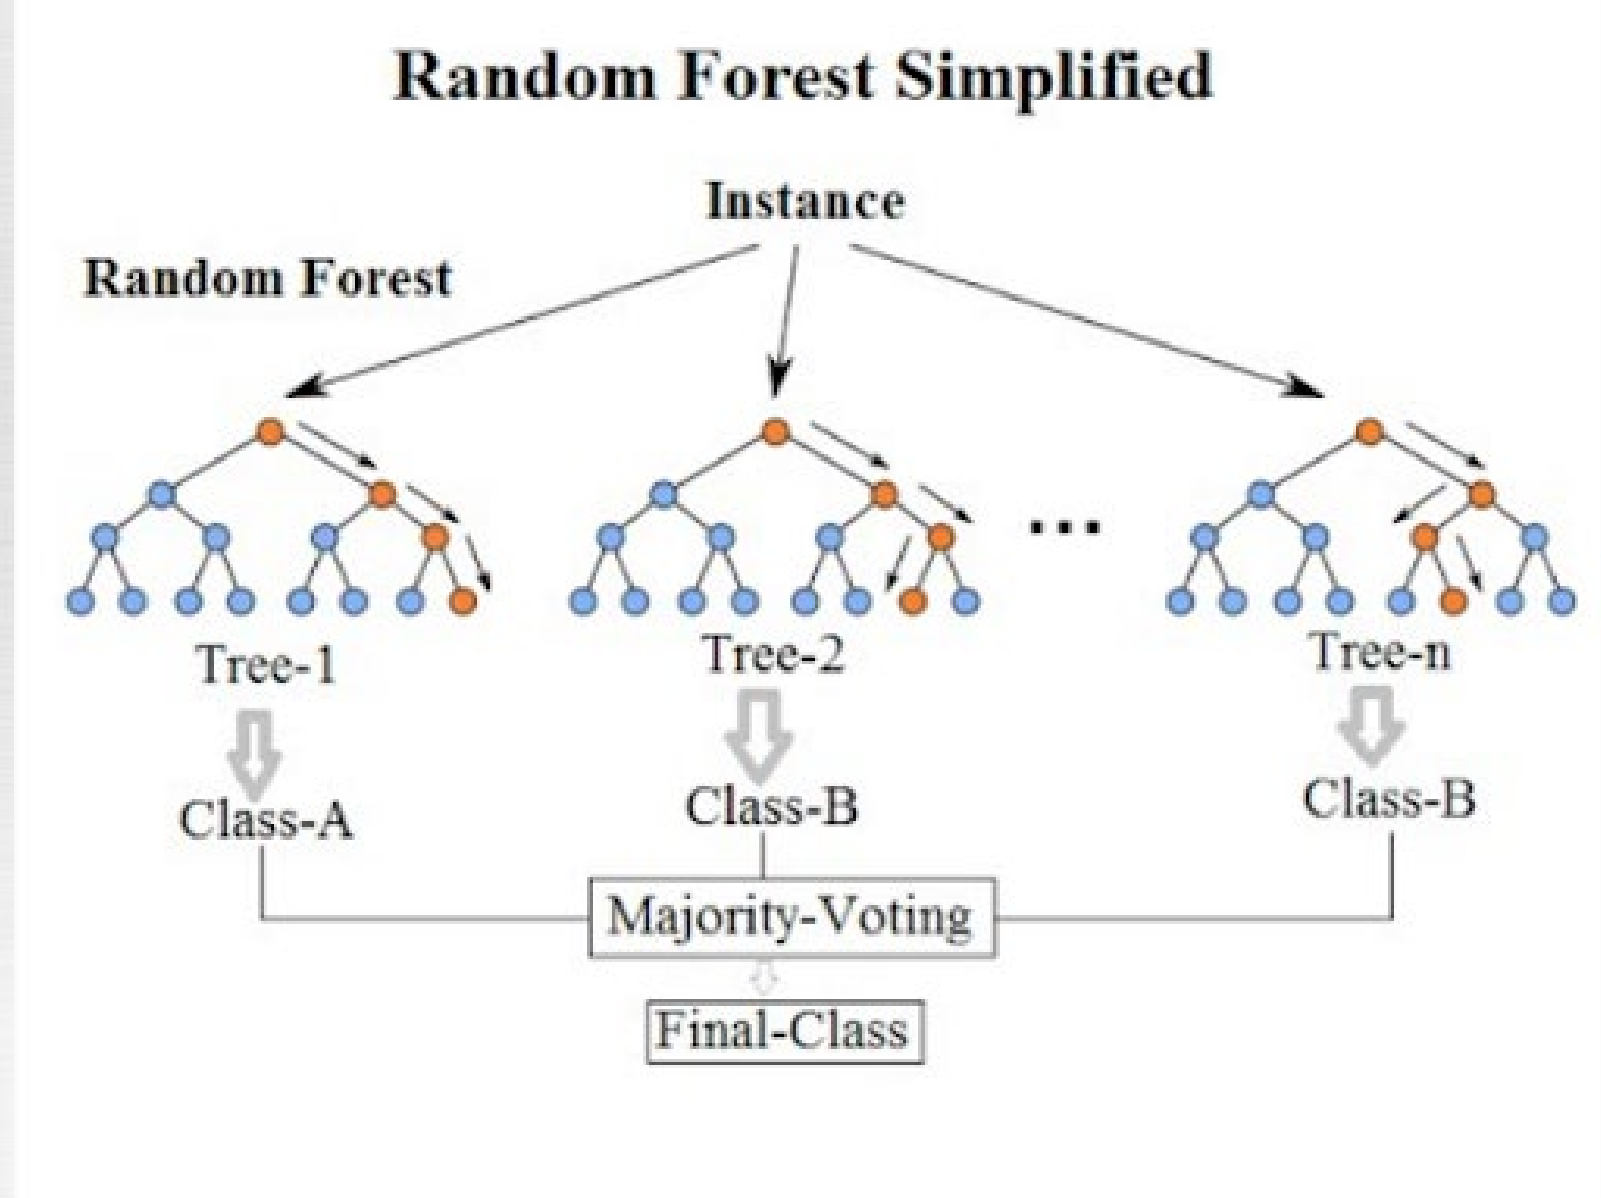 Random Forest Simplified
Instance
Random Forest
...
Tree-1
Tree-2
Tree-n
Class-A
Class-B
Class-B
Majority-Voting
Final-Class